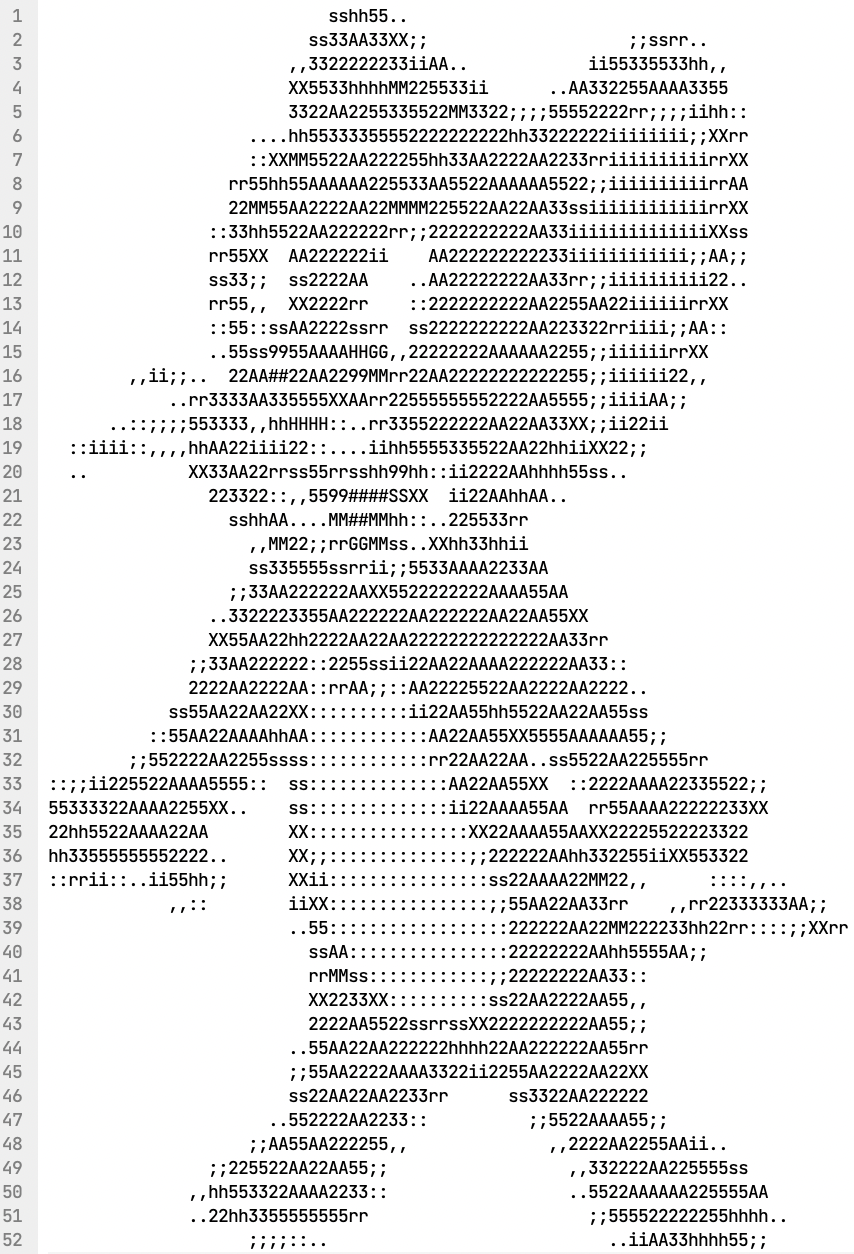 1                             sshh55..
2                           ss33AA33XX;;                    ;;ssrr..
3                         ,,3322222233iiAA..            ii55335533hh,,
4                         XX5533hhhhMM225533ii      ..AA332255AAAA3355
5                         3322AA2255335522MM3322;;;;55552222rr;;;;iihh::
6                     ....hh55333355552222222222hh33222222iiiiiiii;;XXrr
7                     ::XXMM5522AA222255hh33AA2222AA2233rriiiiiiiiiirrXX
8                   rr55hh55AAAAAA225533AA5522AAAAAA5522;;iiiiiiiiiirrAA
9                   22MM55AA2222AA22MMMM225522AA22AA33ssiiiiiiiiiiiirrXX
10                 ::33hh5522AA222222rr;;2222222222AA33iiiiiiiiiiiiiiXXss
11                 rr55XX  AA222222ii    AA222222222233iiiiiiiiiiii;;AA;;
12                 ss33;;  ss2222AA    ..AA2222222222AA33rr;;iiiiiiiiii22..
13                 rr55,,  XX2222rr    ::2222222222AA2255AA22iiiiiirrXX
14                 ::55::ssAA2222ssrr  ss2222222222AA223322rriiii;;AA::
15                 ..55ss9955AAAAHHGG,,22222222AAAAAA2255;;iiiiiirrXX
16         ,,ii;;..  22AA##22AA2299MMrr22AA22222222222255;;iiiiii22,,
17             ..rr3333AA335555XXAArr22555555552222AA5555;;iiiiAA;;
18       ..::;;;;553333,,hhHHHH::..rr3355222222AA22AA33XX;;ii22ii
19   ::iiii::,,,,hhAA22iiii22::....iihh5555335522AA22hhiiXX22;;
20   ..          XX33AA22rrss55rrsshh99hh::ii2222AAhhhh55ss..
21                 223322::,,5599####SSXX  ii22AAhhAA..
22                   sshhAA....MM##MMhh::..225533rr
23                     ,,MM22;;rrGGMMss..XXhh33hhii
24                     ss335555ssrrii;;5533AAAA2233AA
25                   ;;33AA222222AAXX5522222222AAAA55AA
26                 ..3322223355AA222222AA222222AA22AA55XX
27                 XX55AA22hh2222AA22AA22222222222222AA33rr
28               ;;33AA222222::2255ssii22AA22AAAA222222AA33::
29               2222AA2222AA::rrAA;;::AA22225522AA2222AA2222..
30             ss55AA22AA22XX::::::::::ii22AA55hh5522AA22AA55ss
31           ::55AA22AAAAhhAA::::::::::::AA22AA55XX5555AAAAAA55;;
32         ;;552222AA2255ssss::::::::::::rr22AA22AA..ss5522AA225555rr
33 ::;;ii225522AAAA5555::  ss::::::::::::::AA22AA55XX  ::2222AAAA22335522;;
34 55333322AAAA2255XX..    ss::::::::::::::ii22AAAA55AA  rr55AAAA22222233XX
35 22hh5522AAAA22AA        XX::::::::::::::::XX22AAAA55AAXX22225522223322
36 hh33555555552222..      XX;;::::::::::::::;;222222AAhh332255iiXX553322
37 ::rrii::..ii55hh;;      XXii::::::::::::::::ss22AAAA22MM22,,      ::::,,..
38             ,,::        iiXX::::::::::::::::;;55AA22AA33rr    ,,rr22333333AA;;
39                         ..55::::::::::::::::::222222AA22MM222233hh22rr::::;;XXrr
40                           ssAA::::::::::::::::22222222AAhh5555AA;;
41                           rrMMss::::::::::::;;22222222AA33::
42                           XX2233XX::::::::::ss22AA2222AA55,,
43                           2222AA5522ssrrssXX2222222222AA55;;
44                         ..55AA22AA222222hhhh22AA222222AA55rr
45                         ;;55AA2222AAAA3322ii2255AA2222AA22XX
46                         ss22AA22AA2233rr      ss3322AA222222
47                       ..552222AA2233::          ;;5522AAAA55;;
48                     ;;AA55AA222255,,              ,,2222AA2255AAii..
49                 ;;225522AA22AA55;;                  ,,332222AA225555ss
50               ,,hh553322AAAA2233::                  ..5522AAAAAA225555AA
51               ..22hh3355555555rr                      ;;555522222255hhhh..
52                     ;;;;::..                            ..iiAA33hhhh55;;